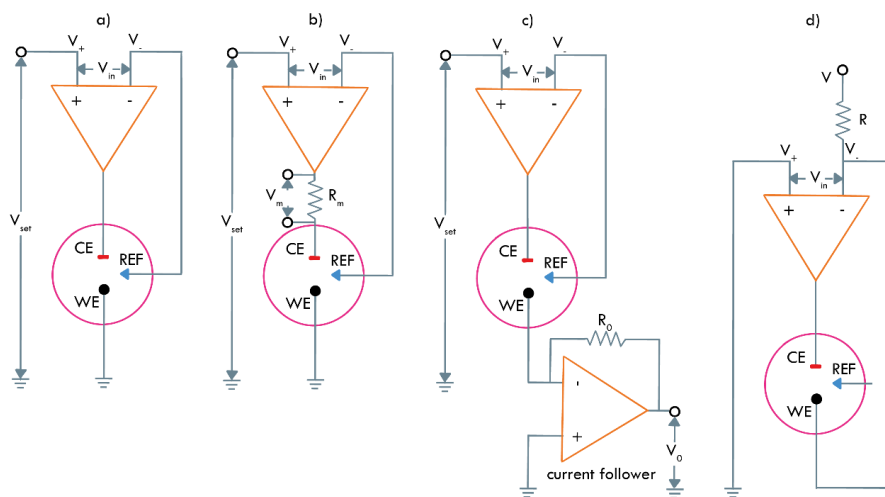 a)
V+
V-
Vin
+
-
Vset
CE
REF
WE
b)
V+
V-
Vin
+
-
Vm
Rm
Vset
CE
REF
WE
c)
V+
V-
Vin
+
-
Vset
CE
REF
WE
R0
-
+
V0
current follower
d)
V
R
V+
V-
Vin
+
-
CE
REF
WE